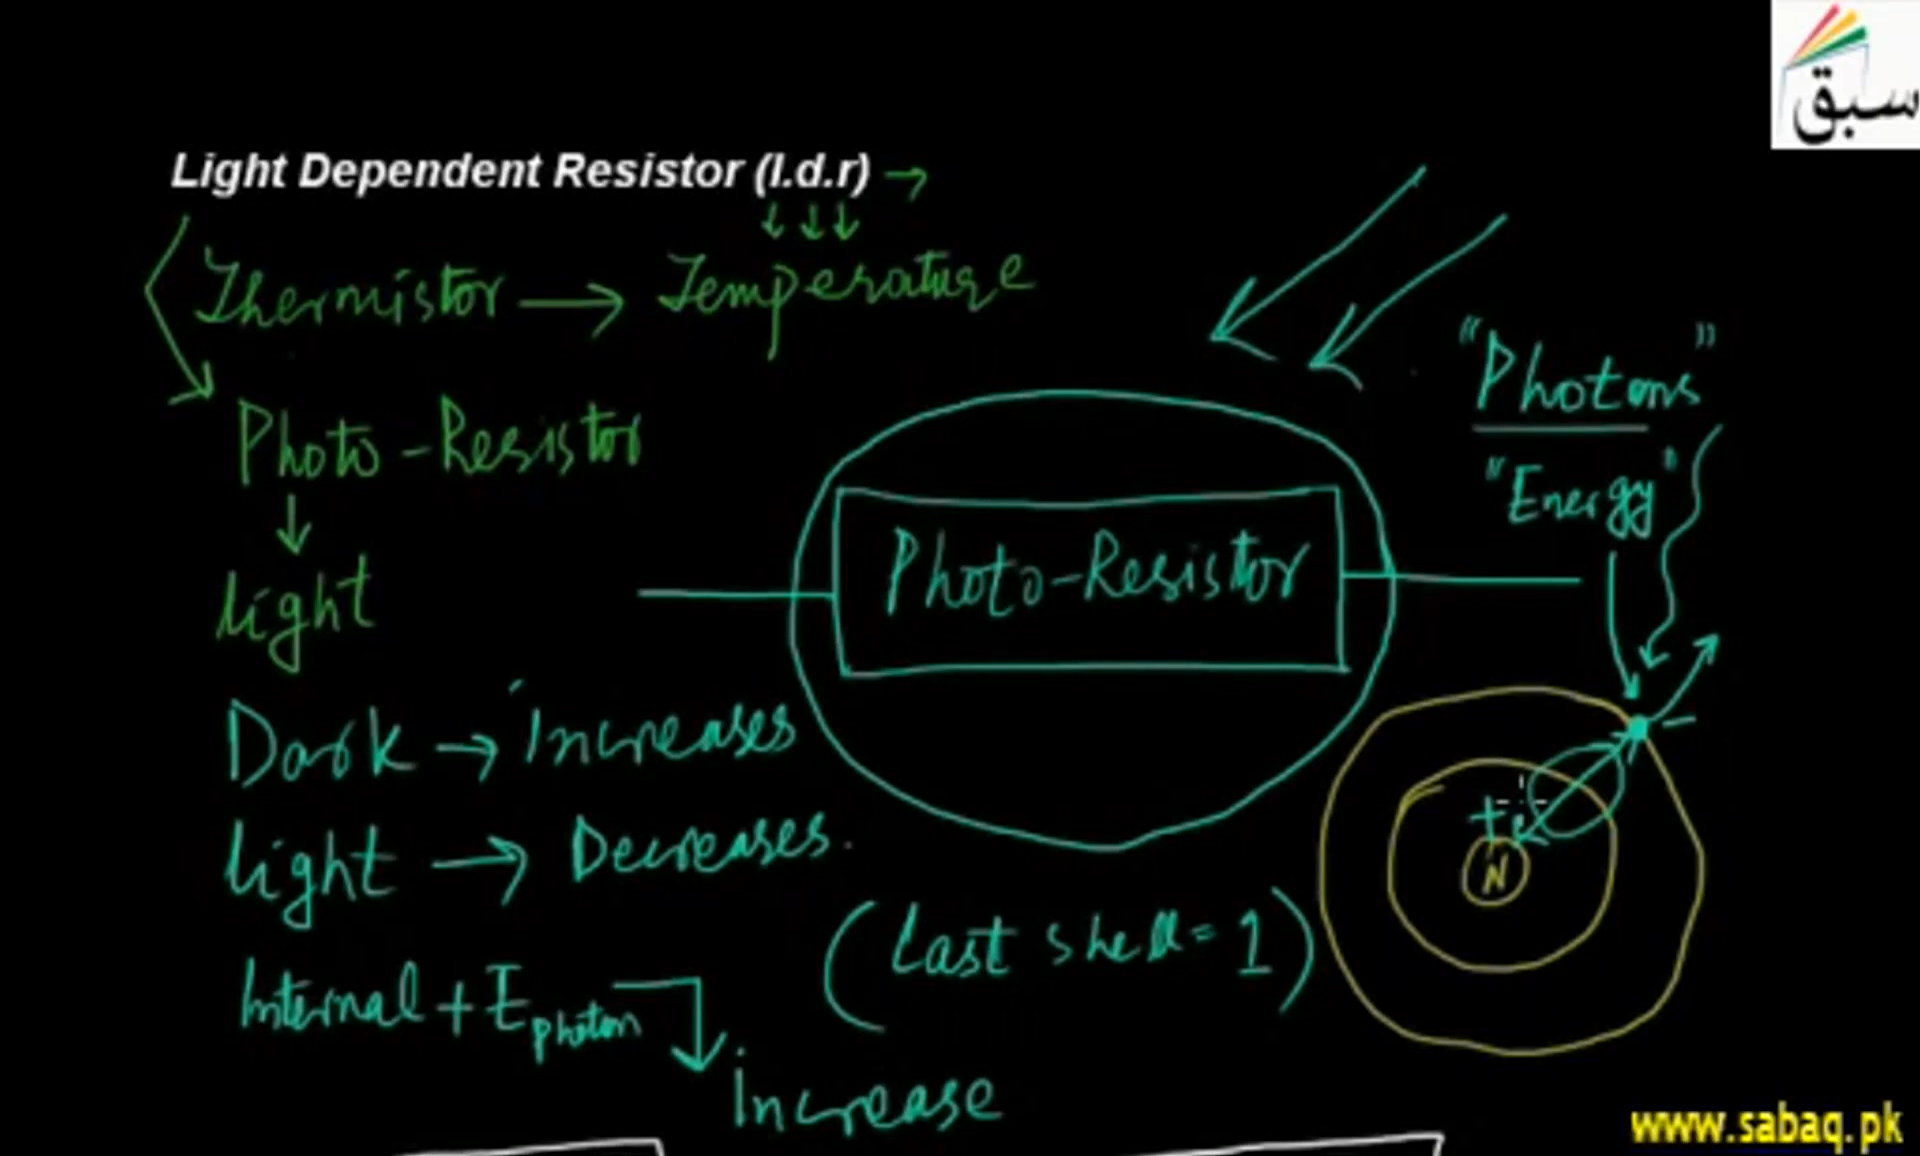 سبق
Light Dependent Resistor (l.d.r) →
↓ ↓ ↓
Thermistor → Temperature
"Photons"
Photo-Resistor
"Energy"
↓
Photo-Resistor
light
Dark → increases
−
+
light → Decreases.
N
(Last shell = 1)
Internal + E photon
increase
www.sabaq.pk